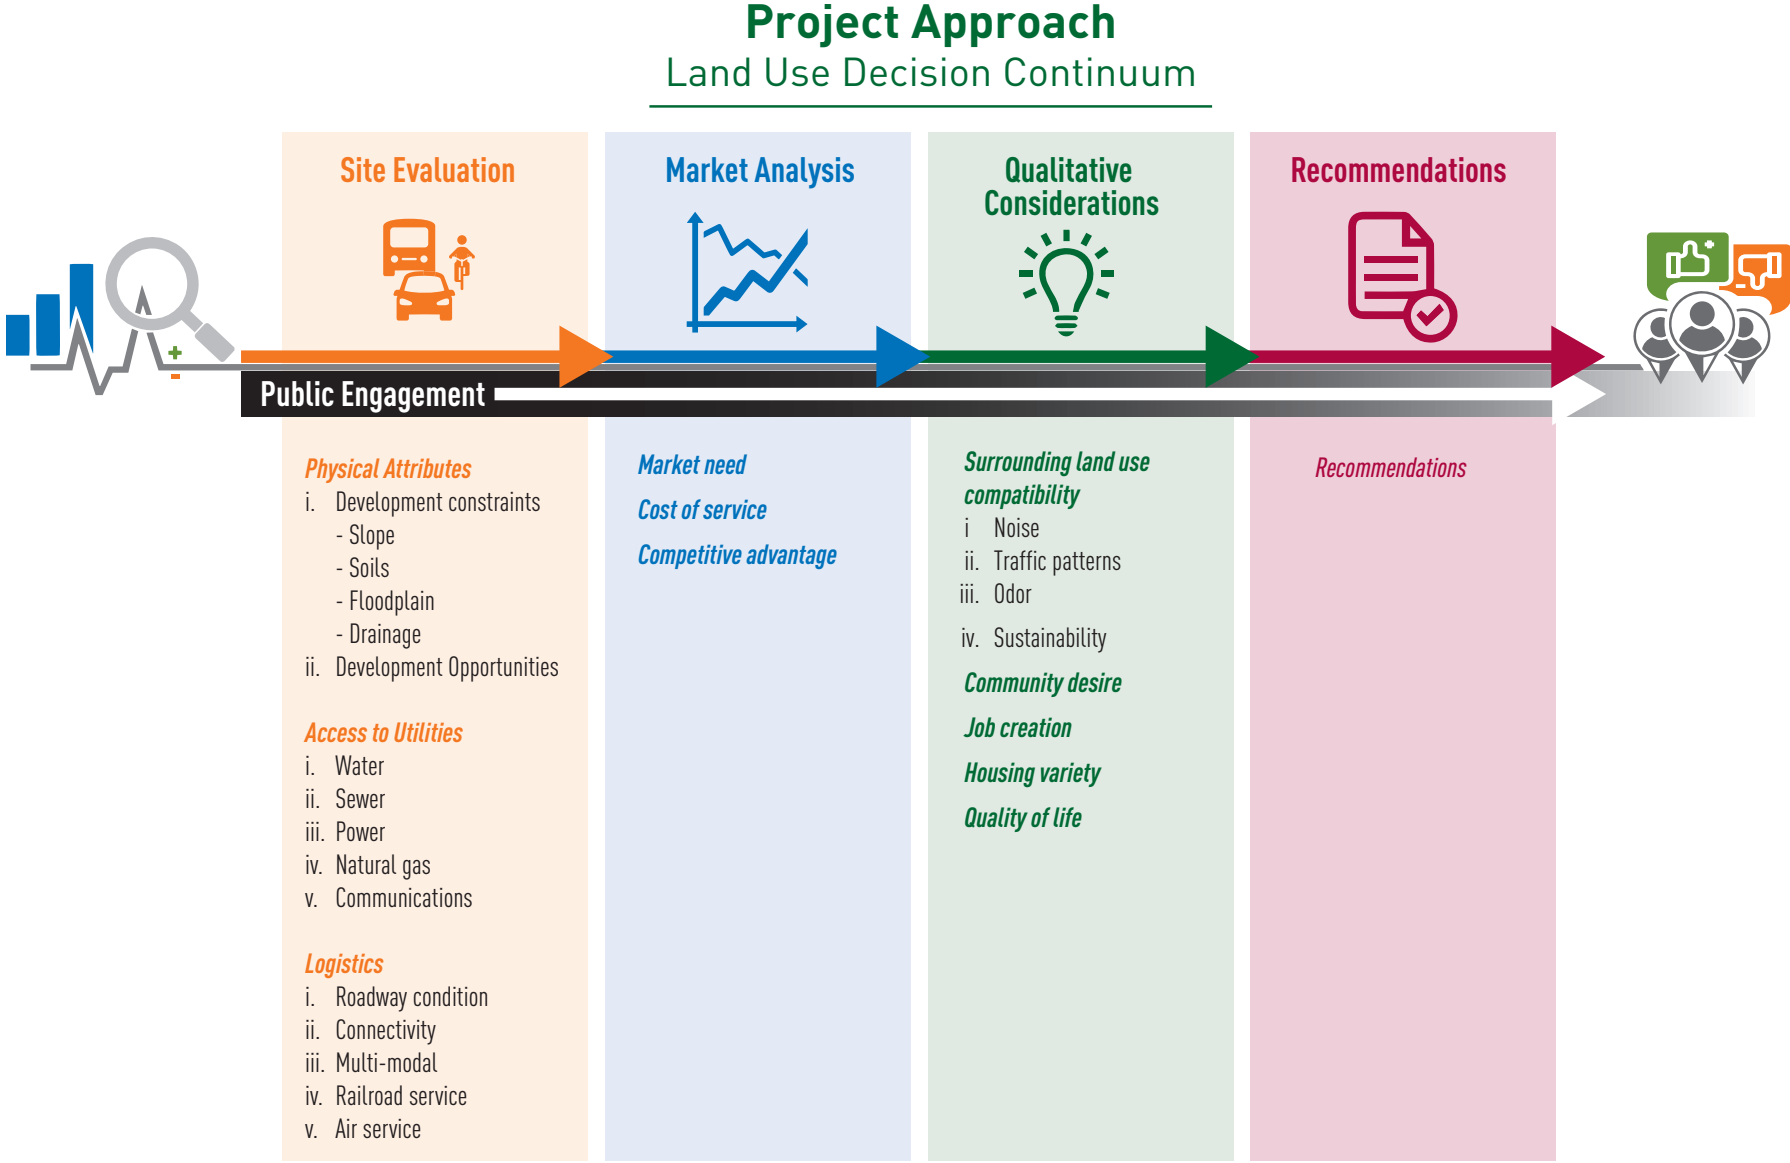 Project Approach
Land Use Decision Continuum
Site Evaluation
Market Analysis
Qualitative
Considerations
Recommendations
Public Engagement
Physical Attributes
i. Development constraints
- Slope
- Soils
- Floodplain
- Drainage
ii. Development Opportunities
Access to Utilities
i. Water
ii. Sewer
iii. Power
iv. Natural gas
v. Communications
Logistics
i. Roadway condition
ii. Connectivity
iii. Multi-modal
iv. Railroad service
v. Air service
Market need
Cost of service
Competitive advantage
Surrounding land use
compatibility
i Noise
ii. Traffic patterns
iii. Odor
iv. Sustainability
Community desire
Job creation
Housing variety
Quality of life
Recommendations